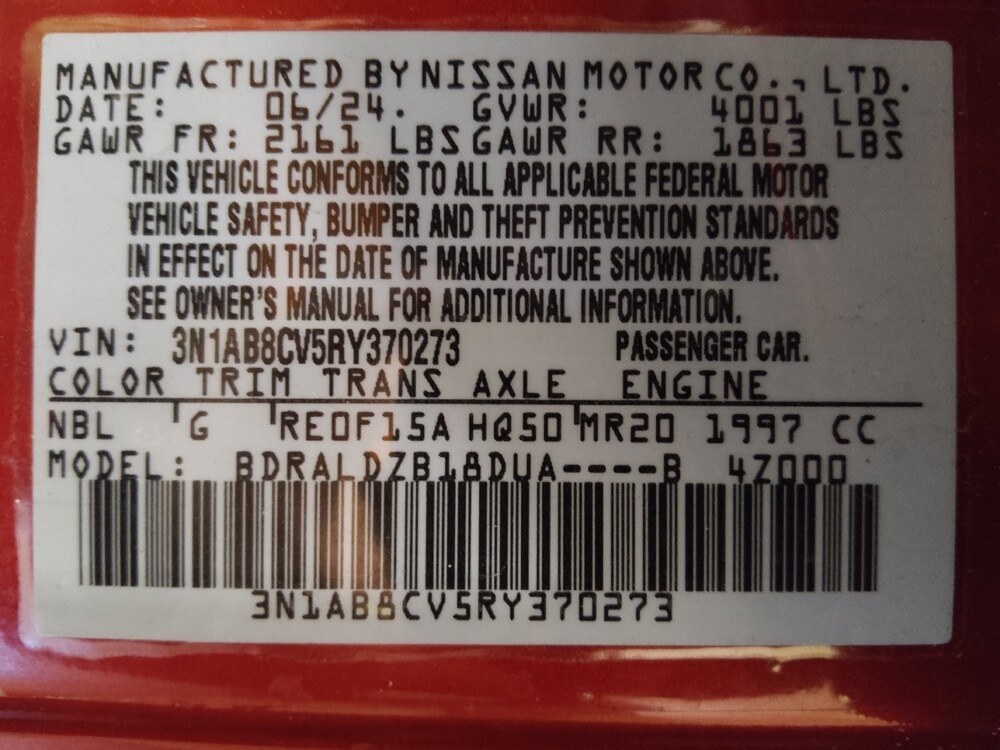 MANUFACTURED BY NISSAN MOTOR CO., LTD.
DATE: 06/24. GVWR: 4001 LBS
GAWR FR: 2161 LBS GAWR RR: 1863 LBS
THIS VEHICLE CONFORMS TO ALL APPLICABLE FEDERAL MOTOR
VEHICLE SAFETY, BUMPER AND THEFT PREVENTION STANDARDS
IN EFFECT ON THE DATE OF MANUFACTURE SHOWN ABOVE.
SEE OWNER'S MANUAL FOR ADDITIONAL INFORMATION.
VIN: 3N1AB8CV5RY370273 PASSENGER CAR.
COLOR TRIM TRANS AXLE ENGINE
NBL G RE0F15A HQ50 MR20 1997 CC
MODEL: BDRALDZB18DUA----B 4Z000
3N1AB8CV5RY370273